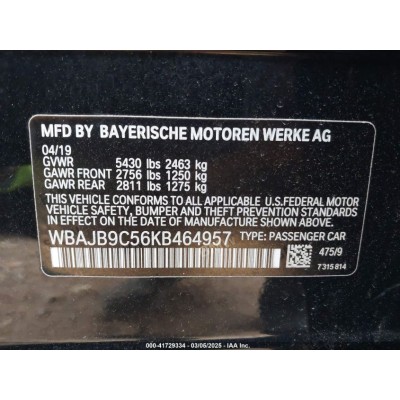 MFD BY BAYERISCHE MOTOREN WERKE AG
04/19
GVWR 5430 lbs 2463 kg
GAWR FRONT 2756 lbs 1250 kg
GAWR REAR 2811 lbs 1275 kg
THIS VEHICLE CONFORMS TO ALL APPLICABLE U.S. FEDERAL MOTOR
VEHICLE SAFETY, BUMPER, AND THEFT PREVENTION STANDARDS IN
EFFECT ON THE DATE OF MANUFACTURE SHOWN ABOVE.
WBAJB9C56KB464957 TYPE: PASSENGER CAR
475/9
7315814
000-41729334 - 03/05/2025 - IAA Inc.